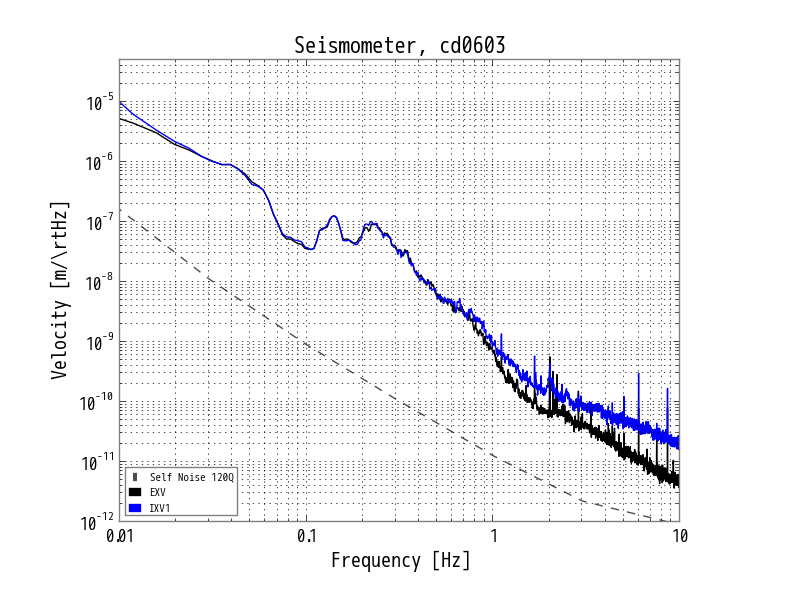 Seismometer, cd0603
Velocity [m/\rtHz]
10^-5
10^-6
10^-7
10^-8
10^-9
10^-10
10^-11
10^-12
Self Noise 120Q
EXV
IXV1
0.01 0.1 1 10
Frequency [Hz]